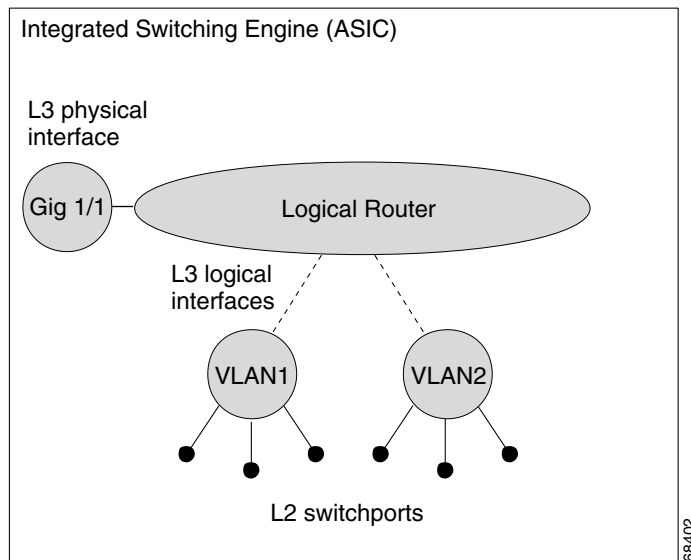 Integrated Switching Engine (ASIC)
L3 physical
interface
Gig 1/1
Logical Router
L3 logical
interfaces
VLAN1
VLAN2
L2 switchports
68402